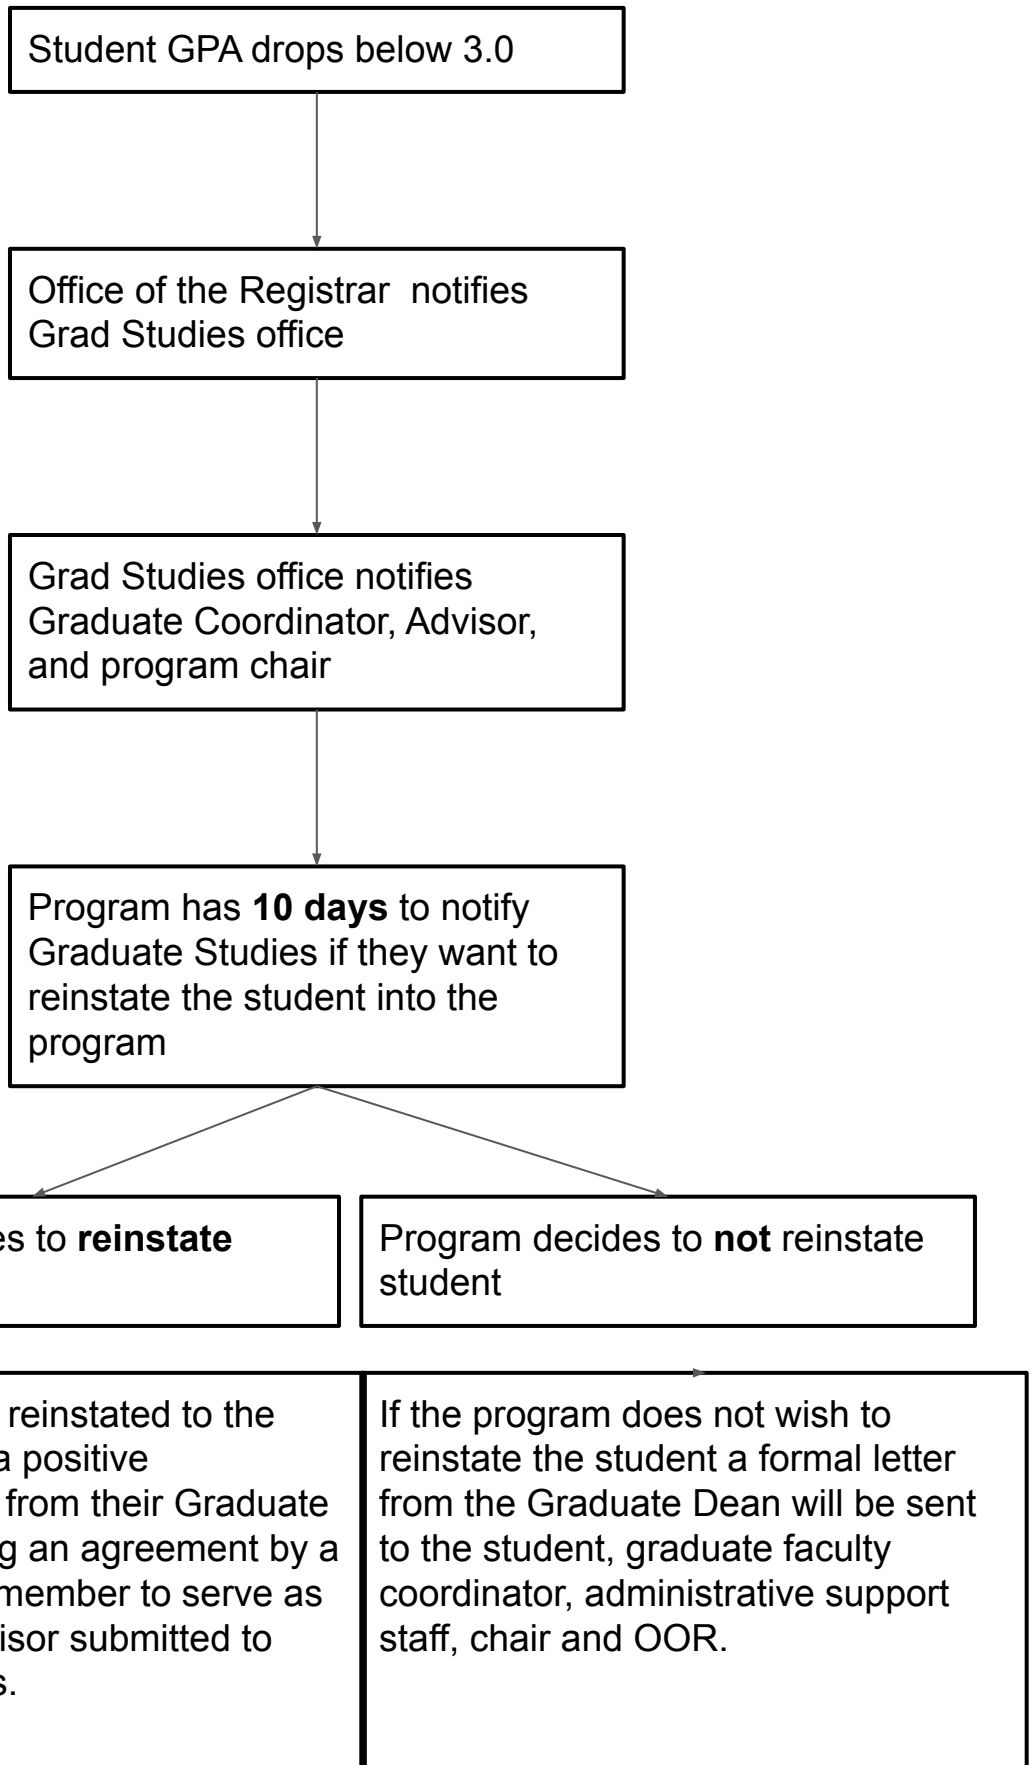 Student GPA drops below 3.0
Office of the Registrar  notifies
Grad Studies office
Grad Studies office notifies
Graduate Coordinator, Advisor,
and program chair
Program has 10 days to notify
Graduate Studies if they want to
reinstate the student into the
program
to reinstate
Program decides to not reinstate
student
reinstated to the
a positive
from their Graduate
an agreement by a
member to serve as
submitted to
If the program does not wish to
reinstate the student a formal letter
from the Graduate Dean will be sent
to the student, graduate faculty
coordinator, administrative support
staff, chair and OOR.